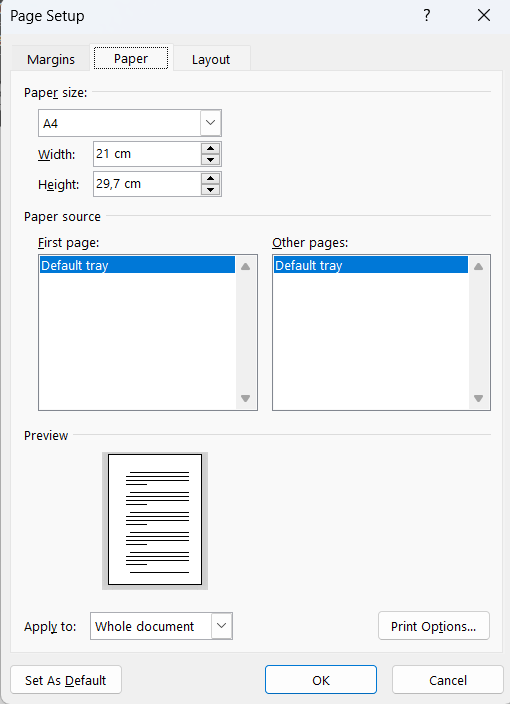 Page Setup ?
Margins Paper Layout
Paper size:
A4
Width: 21 cm
Height: 29,7 cm
Paper source
First page: Other pages:
Default tray Default tray
Preview
Apply to: Whole document Print Options...
Set As Default OK Cancel